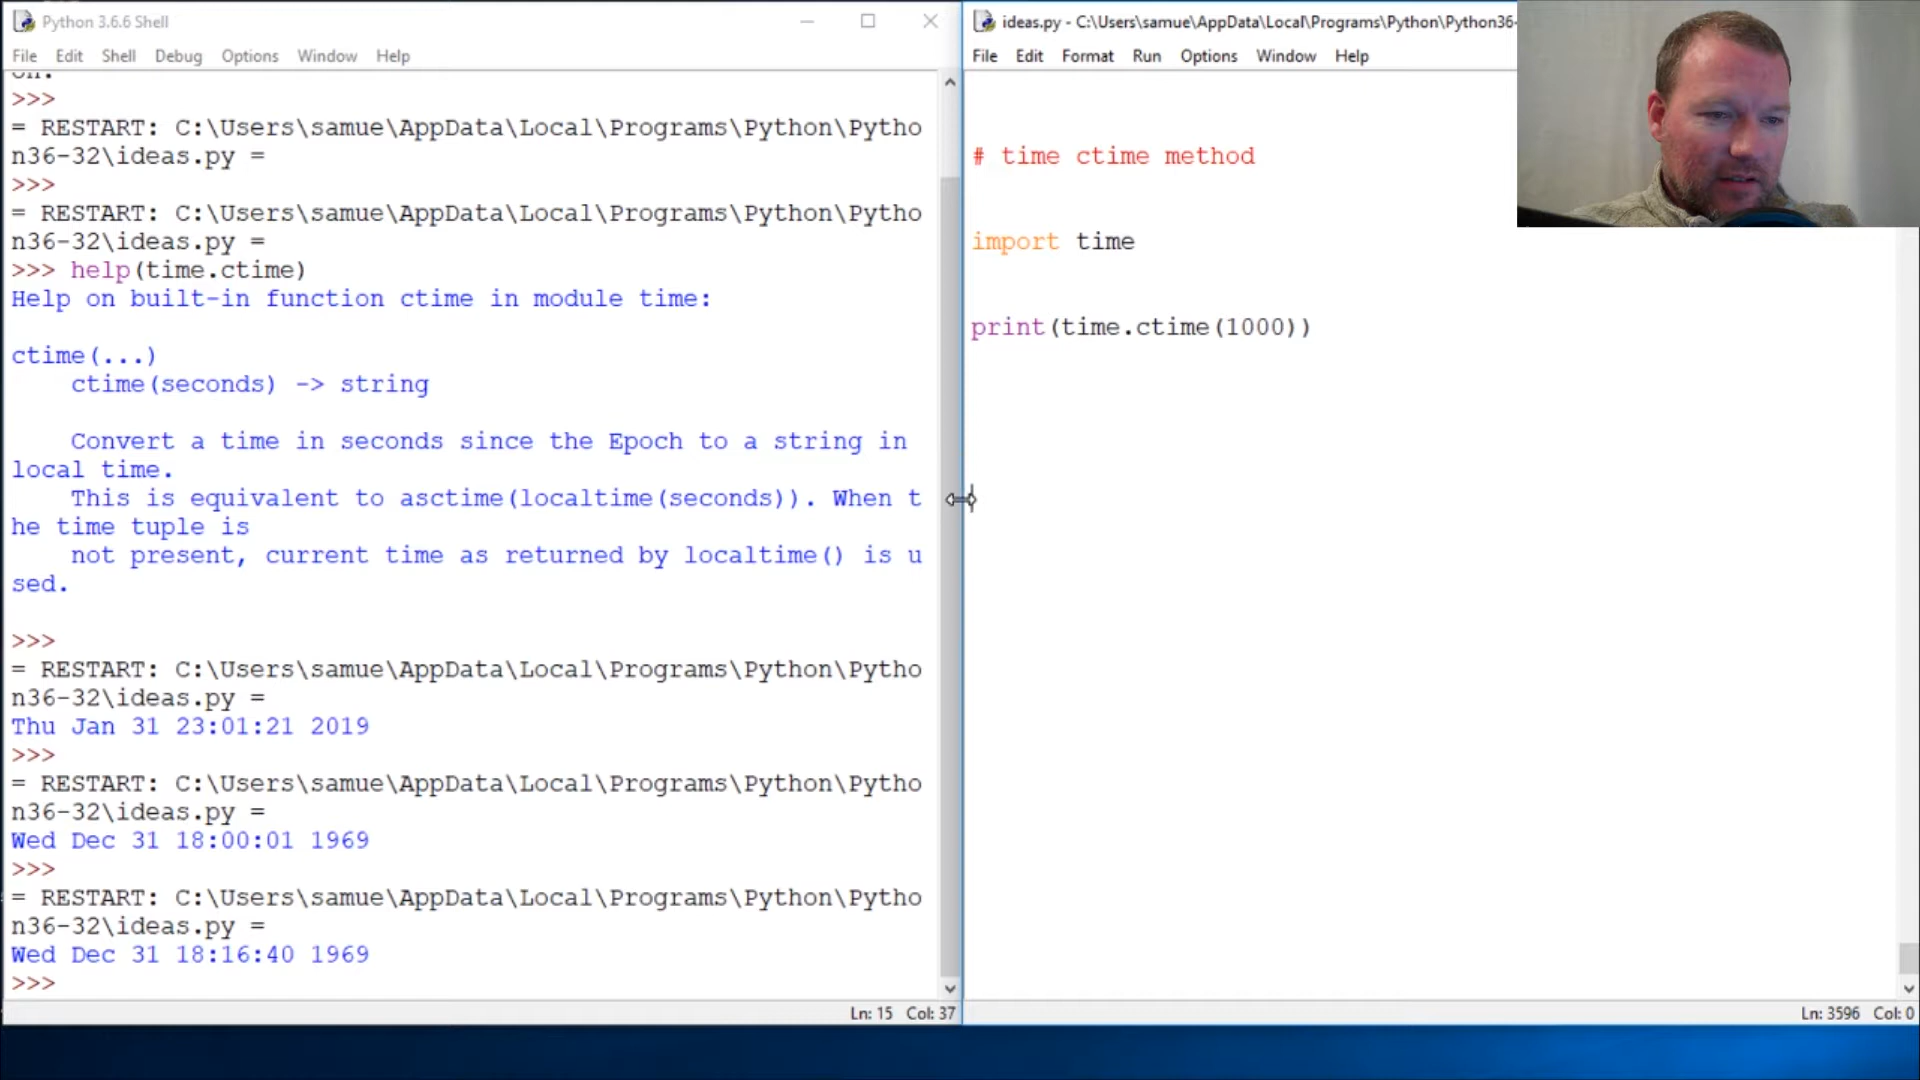 Python 3.6.6 Shell
File Edit Shell Debug Options Window Help
on.
>>>
= RESTART: C:\Users\samue\AppData\Local\Programs\Python\Pytho
n36-32\ideas.py =
>>>
= RESTART: C:\Users\samue\AppData\Local\Programs\Python\Pytho
n36-32\ideas.py =
>>> help(time.ctime)
Help on built-in function ctime in module time:
ctime(...)
ctime(seconds) -> string
Convert a time in seconds since the Epoch to a string in
local time.
This is equivalent to asctime(localtime(seconds)). When t
he time tuple is
not present, current time as returned by localtime() is u
sed.
>>>
= RESTART: C:\Users\samue\AppData\Local\Programs\Python\Pytho
n36-32\ideas.py =
Thu Jan 31 23:01:21 2019
>>>
= RESTART: C:\Users\samue\AppData\Local\Programs\Python\Pytho
n36-32\ideas.py =
Wed Dec 31 18:00:01 1969
>>>
= RESTART: C:\Users\samue\AppData\Local\Programs\Python\Pytho
n36-32\ideas.py =
Wed Dec 31 18:16:40 1969
>>>
Ln: 15 Col: 37
ideas.py - C:\Users\samue\AppData\Local\Programs\Python\Python36-
File Edit Format Run Options Window Help
# time ctime method
import time
print(time.ctime(1000))
Ln: 3596 Col: 0